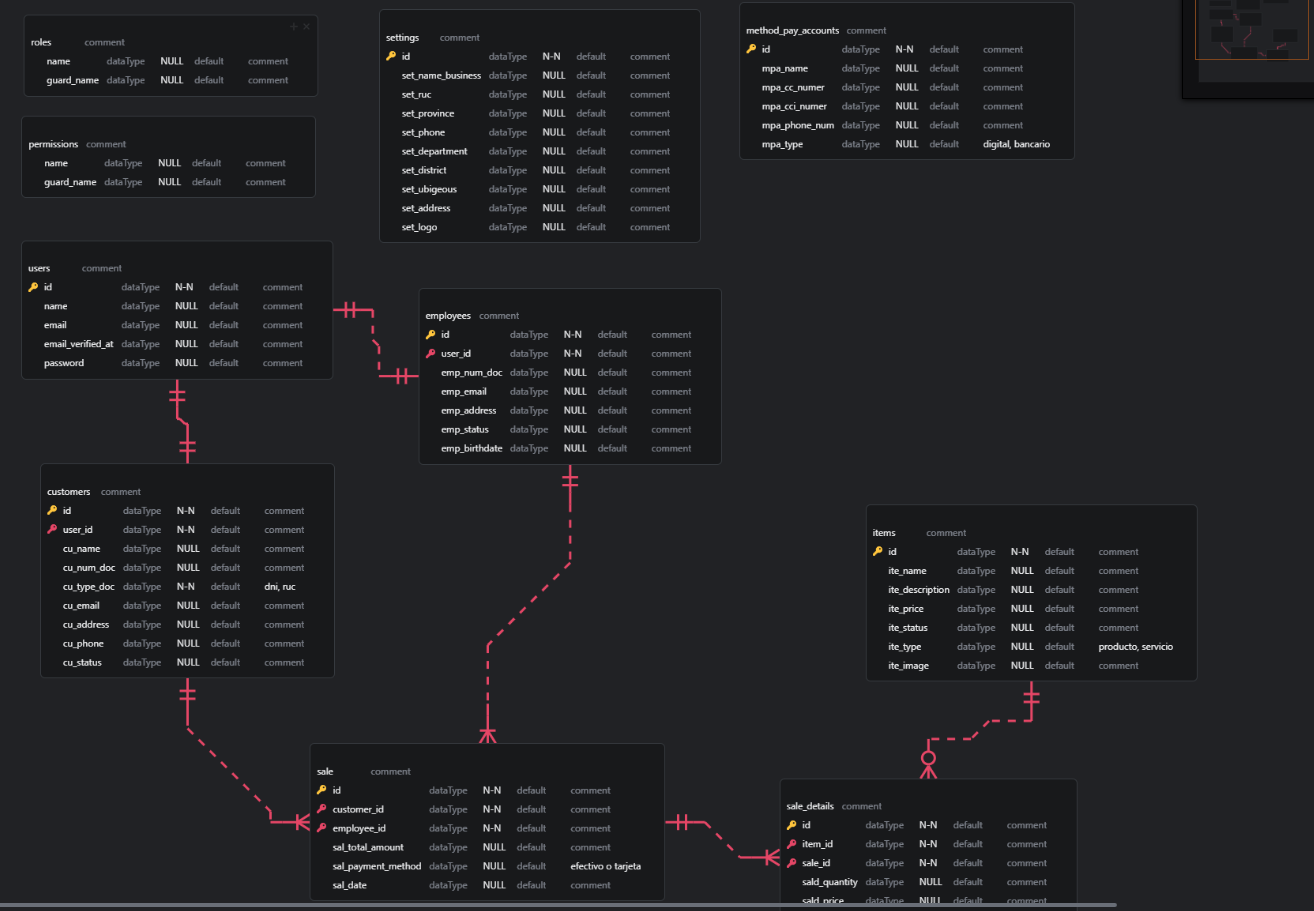 roles comment
name dataType NULL default comment
guard_name dataType NULL default comment
permissions comment
name dataType NULL default comment
guard_name dataType NULL default comment
settings comment
id dataType N-N default comment
set_name_business dataType NULL default comment
set_ruc dataType NULL default comment
set_province dataType NULL default comment
set_phone dataType NULL default comment
set_department dataType NULL default comment
set_district dataType NULL default comment
set_ubigeous dataType NULL default comment
set_address dataType NULL default comment
set_logo dataType NULL default comment
method_pay_accounts comment
id dataType N-N default comment
mpa_name dataType NULL default comment
mpa_cc_numer dataType NULL default comment
mpa_cci_numer dataType NULL default comment
mpa_phone_num dataType NULL default comment
mpa_type dataType NULL default digital, bancario
users comment
id dataType N-N default comment
name dataType NULL default comment
email dataType NULL default comment
email_verified_at dataType NULL default comment
password dataType NULL default comment
employees comment
id dataType N-N default comment
user_id dataType N-N default comment
emp_num_doc dataType NULL default comment
emp_email dataType NULL default comment
emp_address dataType NULL default comment
emp_status dataType NULL default comment
emp_birthdate dataType NULL default comment
customers comment
id dataType N-N default comment
user_id dataType N-N default comment
cu_name dataType NULL default comment
cu_num_doc dataType NULL default comment
cu_type_doc dataType N-N default dni, ruc
cu_email dataType NULL default comment
cu_address dataType NULL default comment
cu_phone dataType NULL default comment
cu_status dataType NULL default comment
items comment
id dataType N-N default comment
ite_name dataType NULL default comment
ite_description dataType NULL default comment
ite_price dataType NULL default comment
ite_status dataType NULL default comment
ite_type dataType NULL default producto, servicio
ite_image dataType NULL default comment
sale comment
id dataType N-N default comment
customer_id dataType N-N default comment
employee_id dataType N-N default comment
sal_total_amount dataType NULL default comment
sal_payment_method dataType NULL default efectivo o tarjeta
sal_date dataType NULL default comment
sale_details comment
id dataType N-N default comment
item_id dataType N-N default comment
sale_id dataType N-N default comment
sald_quantity dataType NULL default comment
sald_price dataType NULL default comment